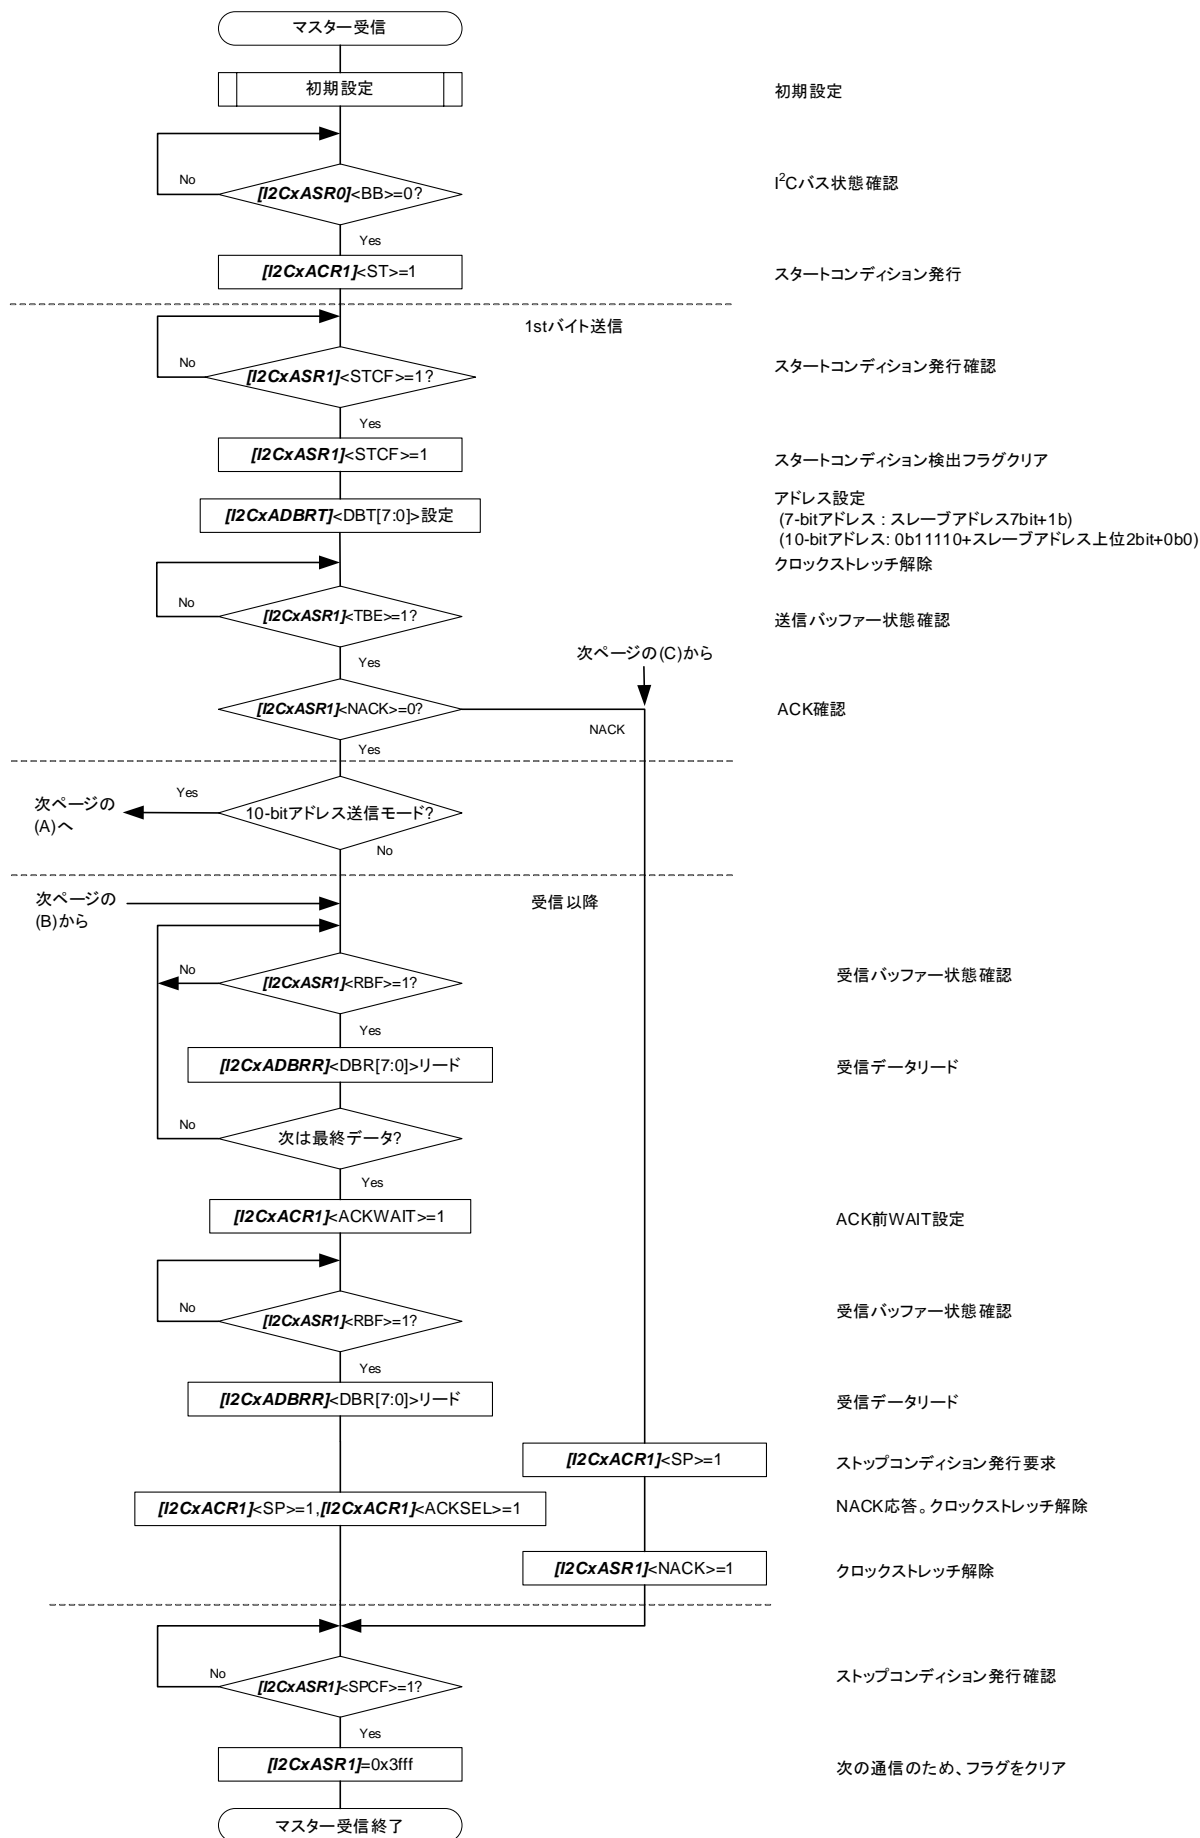 マスター受信
初期設定
初期設定
No
[I2CxASR0]<BB>=0?
I²Cバス状態確認
Yes
[I2CxACR1]<ST>=1
スタートコンディション発行
1stバイト送信
No
[I2CxASR1]<STCF>=1?
スタートコンディション発行確認
Yes
[I2CxASR1]<STCF>=1
スタートコンディション検出フラグクリア
[I2CxADBRT]<DBT[7:0]>設定
アドレス設定
(7-bitアドレス : スレーブアドレス7bit+1b)
(10-bitアドレス: 0b11110+スレーブアドレス上位2bit+0b0)
クロックストレッチ解除
No
[I2CxASR1]<TBE>=1?
送信バッファー状態確認
Yes
次ページの(C)から
[I2CxASR1]<NACK>=0?
ACK確認
NACK
Yes
次ページの
(A)へ
Yes
10-bitアドレス送信モード?
No
次ページの
(B)から
受信以降
No
[I2CxASR1]<RBF>=1?
受信バッファー状態確認
Yes
[I2CxADBRR]<DBR[7:0]>リード
受信データリード
No
次は最終データ?
Yes
[I2CxACR1]<ACKWAIT>=1
ACK前WAIT設定
No
[I2CxASR1]<RBF>=1?
受信バッファー状態確認
Yes
[I2CxADBRR]<DBR[7:0]>リード
受信データリード
[I2CxACR1]<SP>=1
ストップコンディション発行要求
[I2CxACR1]<SP>=1,[I2CxACR1]<ACKSEL>=1
NACK応答。クロックストレッチ解除
[I2CxASR1]<NACK>=1
クロックストレッチ解除
No
[I2CxASR1]<SPCF>=1?
ストップコンディション発行確認
Yes
[I2CxASR1]=0x3fff
次の通信のため、フラグをクリア
マスター受信終了